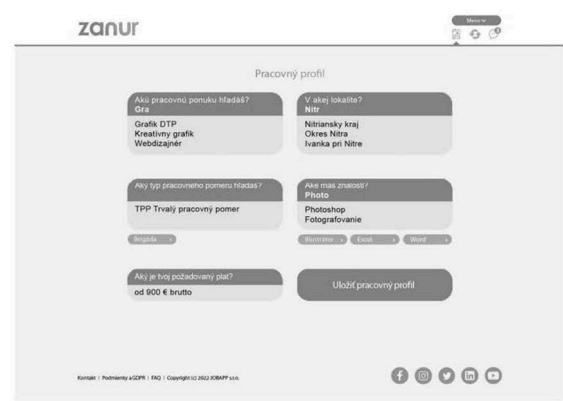 zanur
Menu
Pracovný profil
Akú pracovnú ponuku hľadáš?
Gra
Grafik DTP
Kreatívny grafik
Webdizajnér
V akej lokalite?
Nitr
Nitriansky kraj
Okres Nitra
Ivanka pri Nitre
Aký typ pracovného pomeru hľadáš?
TPP Trvalý pracovný pomer
Brigáda
Aké máš znalosti?
Photo
Photoshop
Fotografovanie
Illustrator
Excel
Word
Aký je tvoj požadovaný plat?
od 900 € brutto
Uložiť pracovný profil
Kontakt | Podmienky a GDPR | FAQ | Copyright (c) 2022 JOBAPP s.r.o.